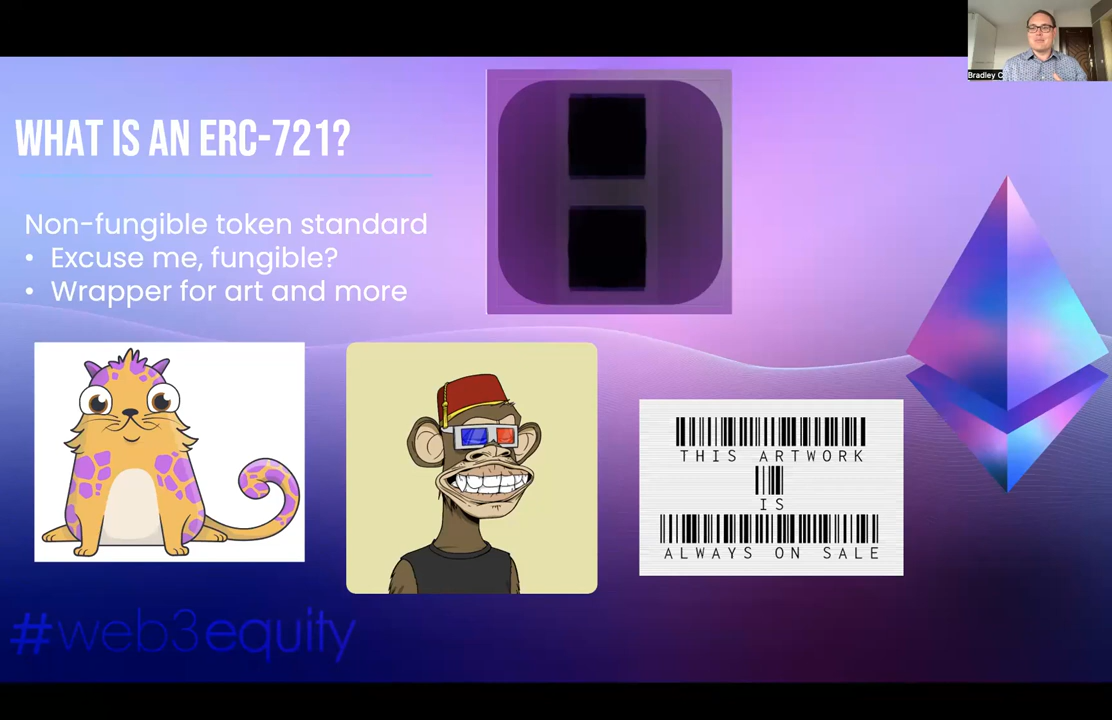 Bradley C
WHAT IS AN ERC-721?
Non-fungible token standard
• Excuse me, fungible?
• Wrapper for art and more
THIS ARTWORK
IS
ALWAYS ON SALE
#web3equity